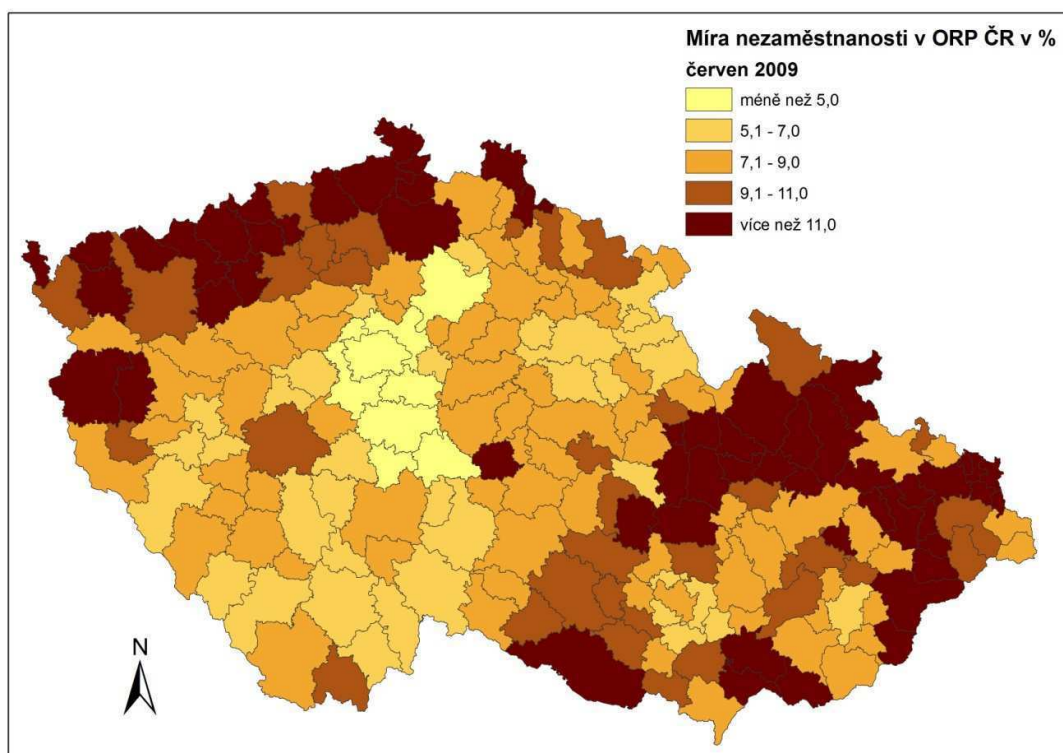 Míra nezaměstnanosti v ORP ČR v %
červen 2009
méně než 5,0
5,1 - 7,0
7,1 - 9,0
9,1 - 11,0
více než 11,0
N